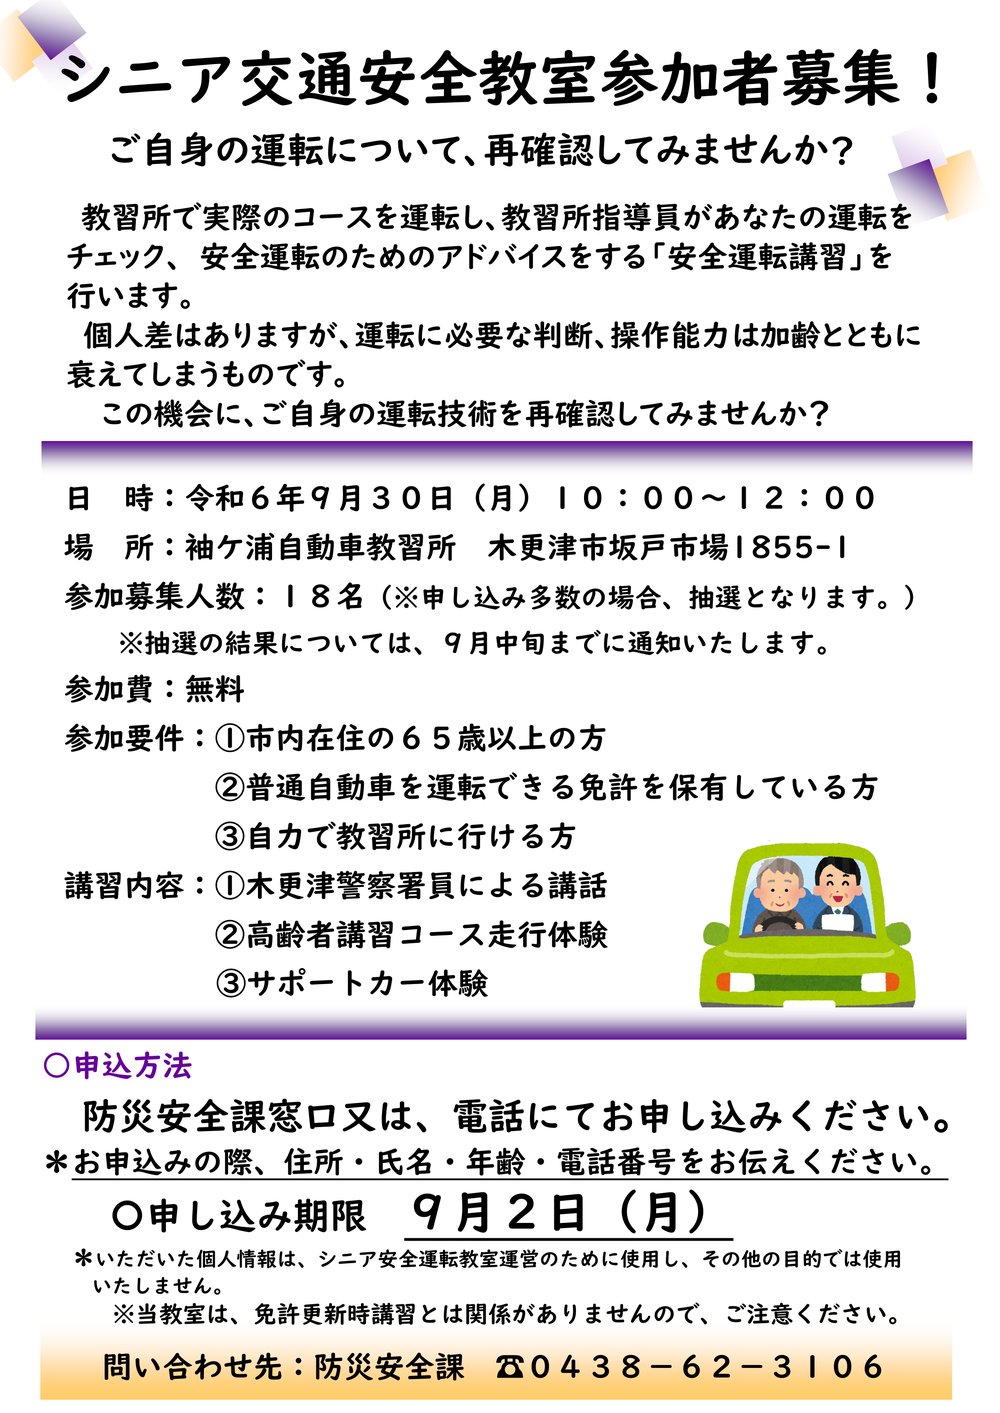 シニア交通安全教室参加者募集！
ご自身の運転について、再確認してみませんか？
教習所で実際のコースを運転し、教習所指導員があなたの運転を
チェック、 安全運転のためのアドバイスをする「安全運転講習」を
行います。
個人差はありますが、運転に必要な判断、操作能力は加齢とともに
衰えてしまうものです。
この機会に、ご自身の運転技術を再確認してみませんか？
日　時：令和６年９月３０日（月）１０：００～１２：００
場　所：袖ケ浦自動車教習所　木更津市坂戸市場1855-1
参加募集人数：１８名（※申し込み多数の場合、抽選となります。）
※抽選の結果については、９月中旬までに通知いたします。
参加費：無料
参加要件：①市内在住の６５歳以上の方
②普通自動車を運転できる免許を保有している方
③自力で教習所に行ける方
講習内容：①木更津警察署員による講話
②高齢者講習コース走行体験
③サポートカー体験
○申込方法
防災安全課窓口又は、電話にてお申し込みください。
＊お申込みの際、住所・氏名・年齢・電話番号をお伝えください。
○申し込み期限　９月２日（月）
＊いただいた個人情報は、シニア安全運転教室運営のために使用し、その他の目的では使用
いたしません。
※当教室は、免許更新時講習とは関係がありませんので、ご注意ください。
問い合わせ先：防災安全課　☎０４３８－６２－３１０６